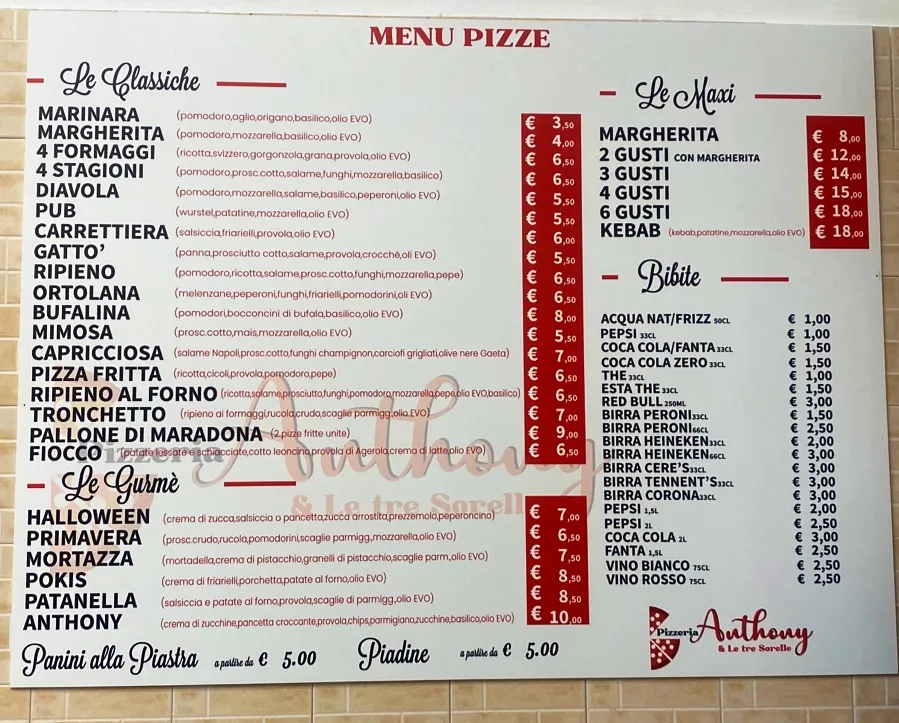 MENU PIZZE
Le Classiche
MARINARA (pomodoro,aglio,origano,basilico,olio EVO) € 3,50
MARGHERITA (pomodoro,mozzarella,basilico,olio EVO) € 4,00
4 FORMAGGI (ricotta,svizzero,gorgonzola,grana,provola,olio EVO) € 6,50
4 STAGIONI (pomodoro,prosc.cotto,salame,funghi,mozzarella,basilico) € 6,50
DIAVOLA (pomodoro,mozzarella,salame,basilico,peperoni,olio EVO) € 5,50
PUB (wurstel,patatine,mozzarella,olio EVO) € 5,50
CARRETTIERA (salsiccia,friarielli,provola,olio EVO) € 6,00
GATTO' (panna,prosciutto cotto,salame,provola,crocchè,oli EVO) € 5,50
RIPIENO (pomodoro,ricotta,salame,prosc.cotto,funghi,mozzarella,pepe) € 6,50
ORTOLANA (melenzane,peperoni,funghi,friarielli,pomodorini,oli EVO) € 6,50
BUFALINA (pomodori,bocconcini di bufala,basilico,olio EVO) € 8,00
MIMOSA (prosc.cotto,mais,mozzarella,olio EVO) € 5,50
CAPRICCIOSA (salame Napoli,prosc.cotto,funghi champignon,carciofi grigliati,olive nere Gaeta) € 7,00
PIZZA FRITTA (ricotta,cicoli,provola,pomodoro,pepe) € 6,50
RIPIENO AL FORNO (ricotta,salame,prosciutto,funghi,pomodoro,mozzarella,pepe,olio EVO,basilico) € 6,50
TRONCHETTO (ripieno ai formaggi,rucola,crudo,scaglie parmigg,olio EVO) € 7,00
PALLONE DI MARADONA (2,pizze fritte unite) € 9,00
FIOCCO (patate lessate e schiacciate,cotto leoncino,provola di Agerola,crema di latte,olio EVO) € 6,50
Pizzeria Anthony
& Le tre Sorelle
Le Gurmè
HALLOWEEN (crema di zucca,salsiccia o pancetta,zucca arrostita,prezzemolo,peperoncino) € 7,00
PRIMAVERA (prosc.crudo,rucola,pomodorini,scaglie parmigg,mozzarella,olio EVO) € 6,50
MORTAZZA (mortadella,crema di pistacchio,granelli di pistacchio,scaglie parm,olio EVO) € 7,50
POKIS (crema di friarielli,porchetta,patate al forno,olio EVO) € 8,50
PATANELLA (salsiccia e patate al forno,provola,scaglie di parmigg,olio EVO) € 8,50
ANTHONY (crema di zucchine,pancetta croccante,provola,chips,parmigiano,zucchine,basilico,olio EVO) € 10,00
Panini alla Piastra a partire da € 5.00
Piadine a partire da € 5.00
Le Maxi
MARGHERITA € 8,00
2 GUSTI CON MARGHERITA € 12,00
3 GUSTI € 14,00
4 GUSTI € 15,00
6 GUSTI € 18,00
KEBAB (kebab,patatine,mozzarella,olio EVO) € 18,00
Bibite
ACQUA NAT/FRIZZ 50CL € 1,00
PEPSI 33CL € 1,00
COCA COLA/FANTA 33CL € 1,50
COCA COLA ZERO 33CL € 1,50
THE 33CL € 1,00
ESTA THE 33CL € 1,50
RED BULL 250ML € 3,00
BIRRA PERONI 33CL € 1,50
BIRRA PERONI 66CL € 2,50
BIRRA HEINEKEN 33CL € 2,00
BIRRA HEINEKEN 66CL € 3,00
BIRRA CERE'S 33CL € 3,00
BIRRA TENNENT'S 33CL € 3,00
BIRRA CORONA 33CL € 3,00
PEPSI 1,5L € 2,00
PEPSI 2L € 2,50
COCA COLA 2L € 3,00
FANTA 1,5L € 2,50
VINO BIANCO 75CL € 2,50
VINO ROSSO 75CL € 2,50
Pizzeria Anthony
& Le tre Sorelle